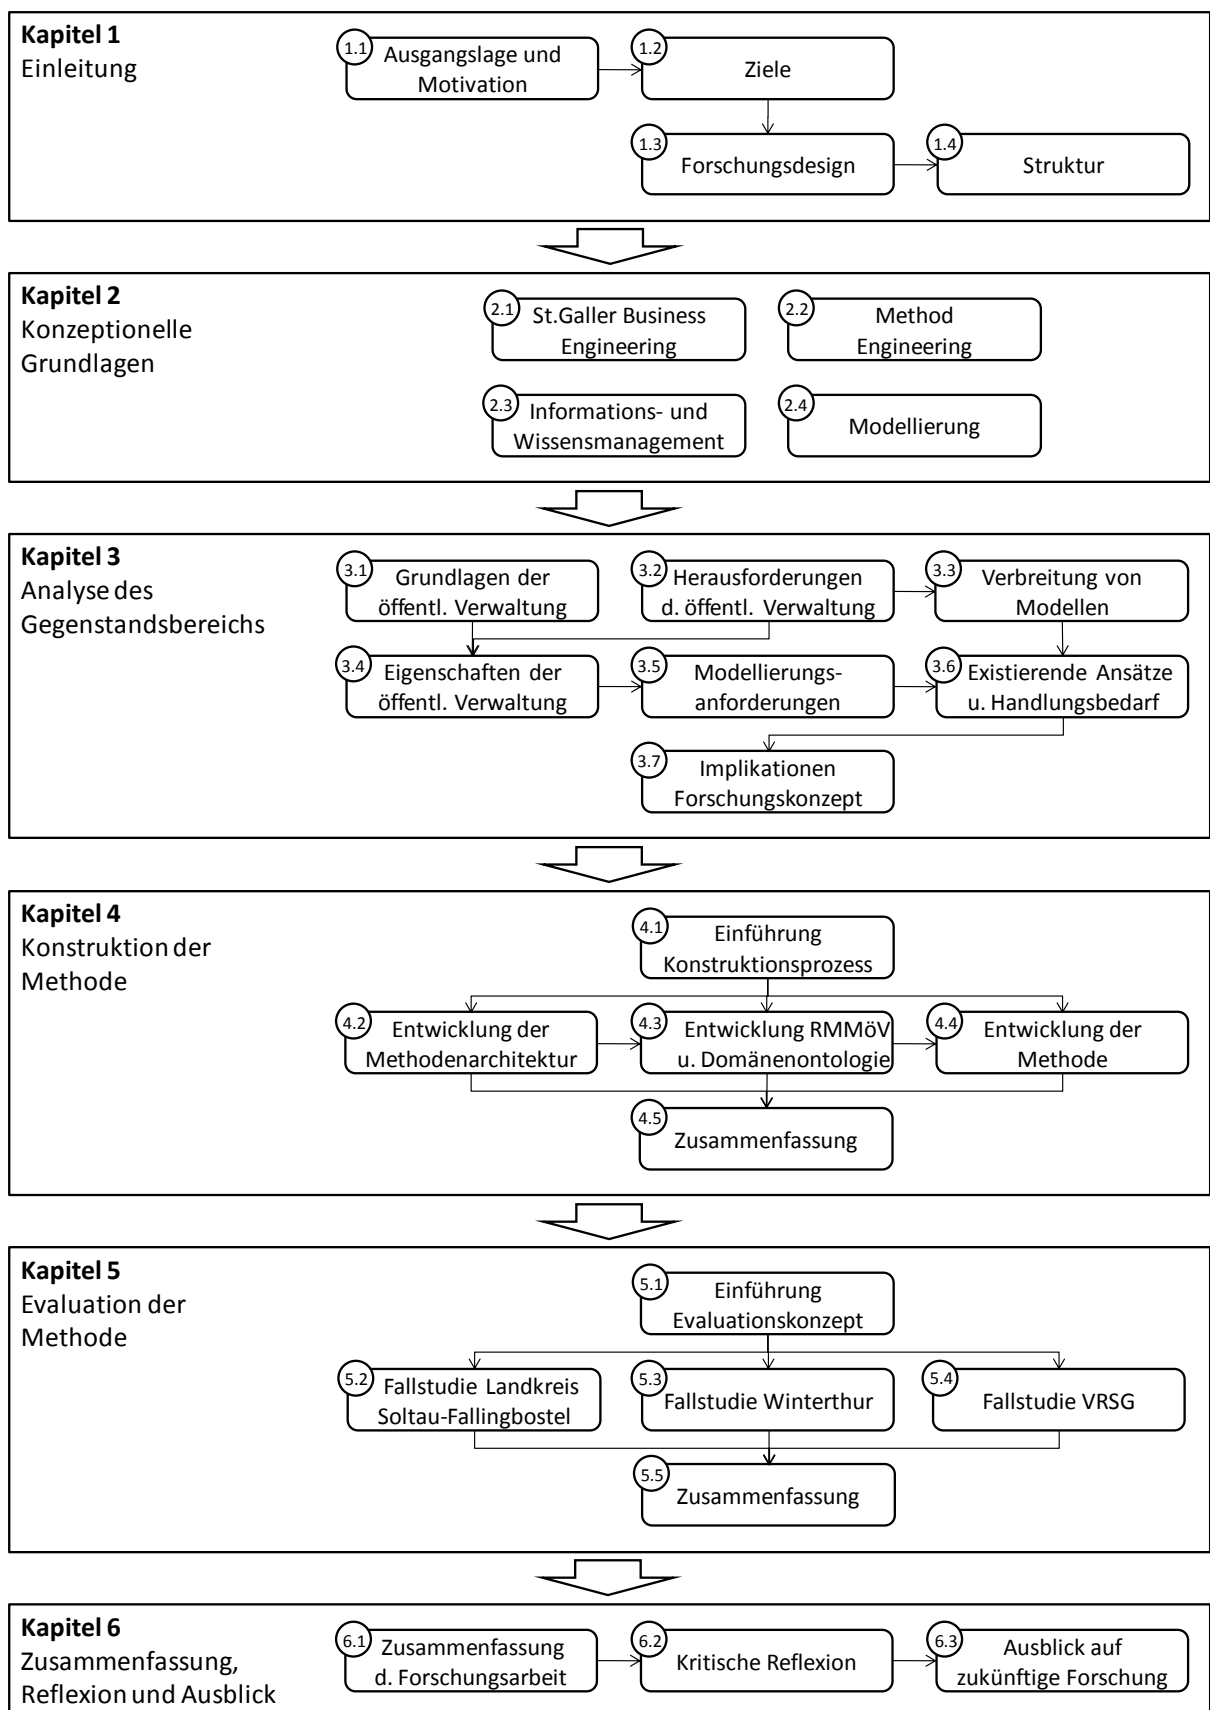 Kapitel 1
Einleitung
1.1
Ausgangslage und
Motivation
1.2
Ziele
1.3
Forschungsdesign
1.4
Struktur
Kapitel 2
Konzeptionelle
Grundlagen
2.1
St.Galler Business
Engineering
2.2
Method
Engineering
2.3
Informations- und
Wissensmanagement
2.4
Modellierung
Kapitel 3
Analyse des
Gegenstandsbereichs
3.1
Grundlagen der
öffentl. Verwaltung
3.2
Herausforderungen
d. öffentl. Verwaltung
3.3
Verbreitung von
Modellen
3.4
Eigenschaften der
öffentl. Verwaltung
3.5
Modellierungs-
anforderungen
3.6
Existierende Ansätze
u. Handlungsbedarf
3.7
Implikationen
Forschungskonzept
Kapitel 4
Konstruktion der
Methode
4.1
Einführung
Konstruktionsprozess
4.2
Entwicklung der
Methodenarchitektur
4.3
Entwicklung RMMöV
u. Domänenontologie
4.4
Entwicklung der
Methode
4.5
Zusammenfassung
Kapitel 5
Evaluation der
Methode
5.1
Einführung
Evaluationskonzept
5.2
Fallstudie Landkreis
Soltau-Fallingbostel
5.3
Fallstudie Winterthur
5.4
Fallstudie VRSG
5.5
Zusammenfassung
Kapitel 6
Zusammenfassung,
Reflexion und Ausblick
6.1
Zusammenfassung
d. Forschungsarbeit
6.2
Kritische Reflexion
6.3
Ausblick auf
zukünftige Forschung